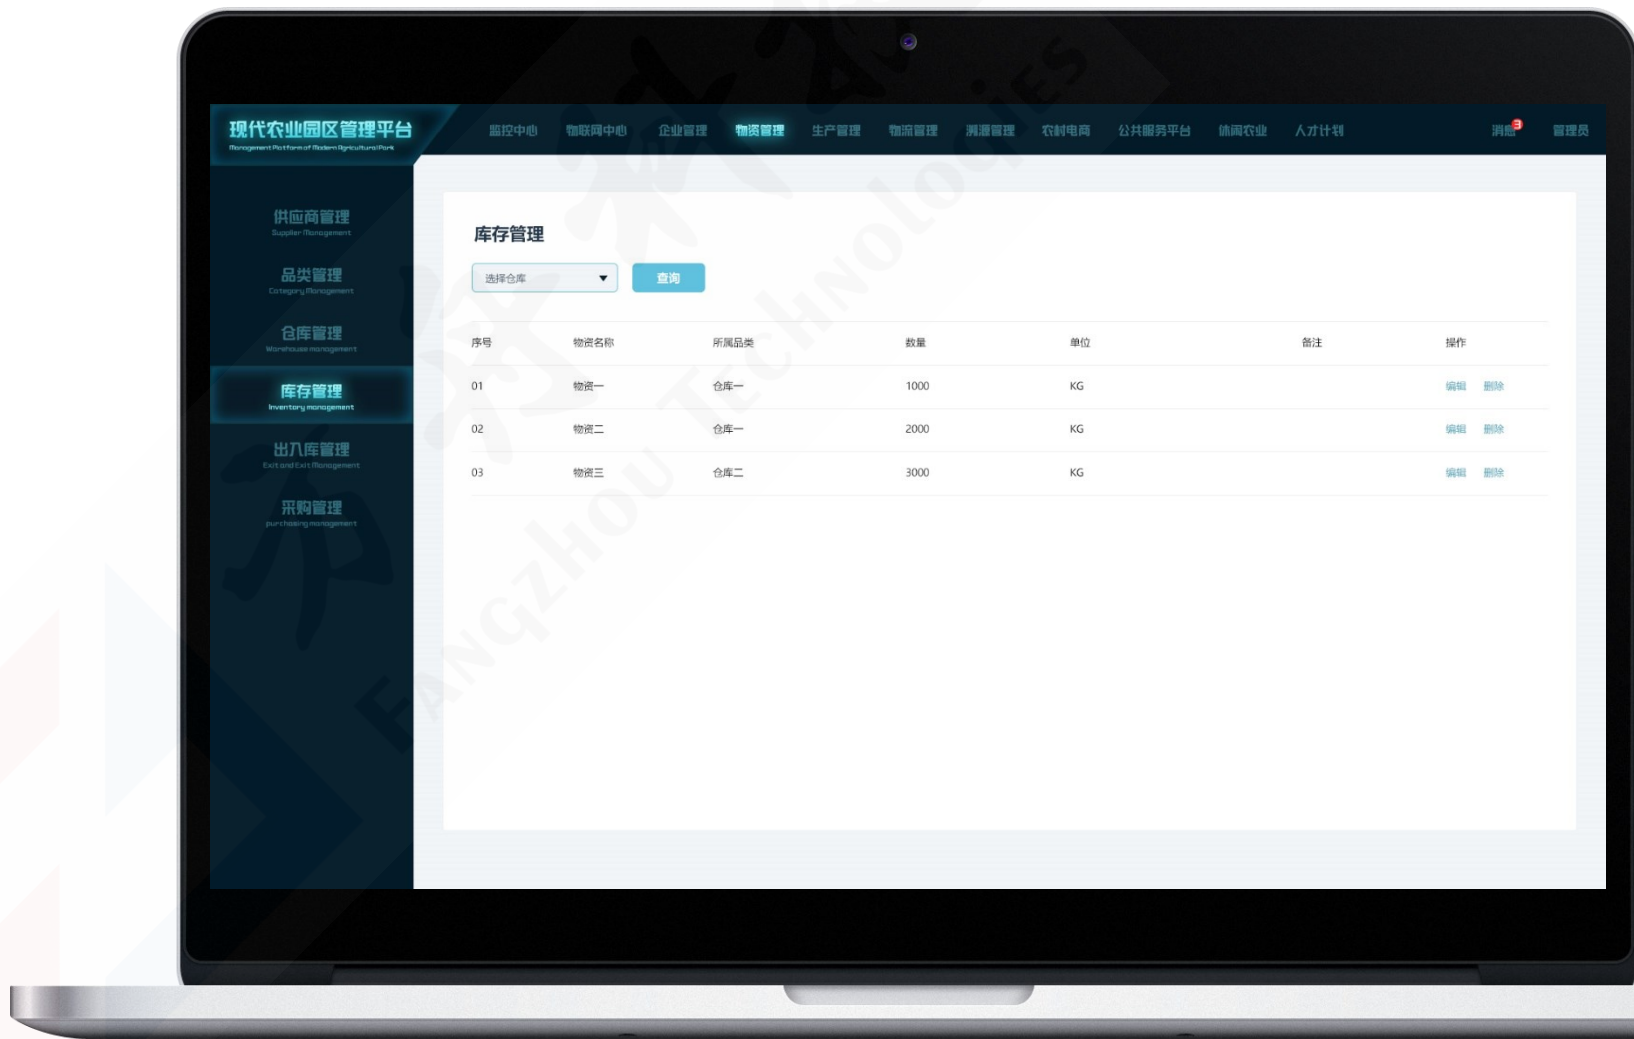 现代农业园区管理平台
Management Platform of Modern Agricultural Park
监控中心 物联网中心 企业管理 物资管理 生产管理 物流管理 溯源管理 农村电商 公共服务平台 休闲农业 人才计划 消息 3 管理员
供应商管理
Supplier Management
品类管理
Category Management
仓库管理
Warehouse management
库存管理
Inventory management
出入库管理
Exit and Exit Management
采购管理
purchasing management
库存管理
选择仓库 查询
序号 物资名称 所属品类 数量 单位 备注 操作
01 物资一 仓库一 1000 KG 编辑 删除
02 物资二 仓库一 2000 KG 编辑 删除
03 物资三 仓库二 3000 KG 编辑 删除
FANGZHOU TECHNOLOGIES